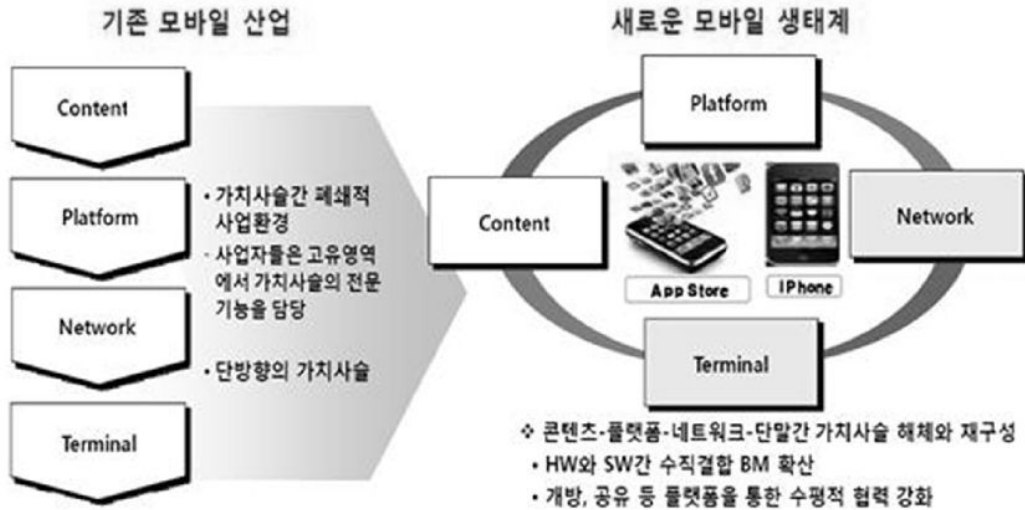 기존 모바일 산업
Content
Platform
Network
Terminal
• 가치사슬간 폐쇄적
사업환경
· 사업자들은 고유영역
에서 가치사슬의 전문
기능을 담당
• 단방향의 가치사슬
새로운 모바일 생태계
Platform
Content
Network
App Store
IPhone
Terminal
❖ 콘텐츠-플랫폼-네트워크-단말간 가치사슬 해체와 재구성
• HW와 SW간 수직결합 BM 확산
• 개방, 공유 등 플랫폼을 통한 수평적 협력 강화